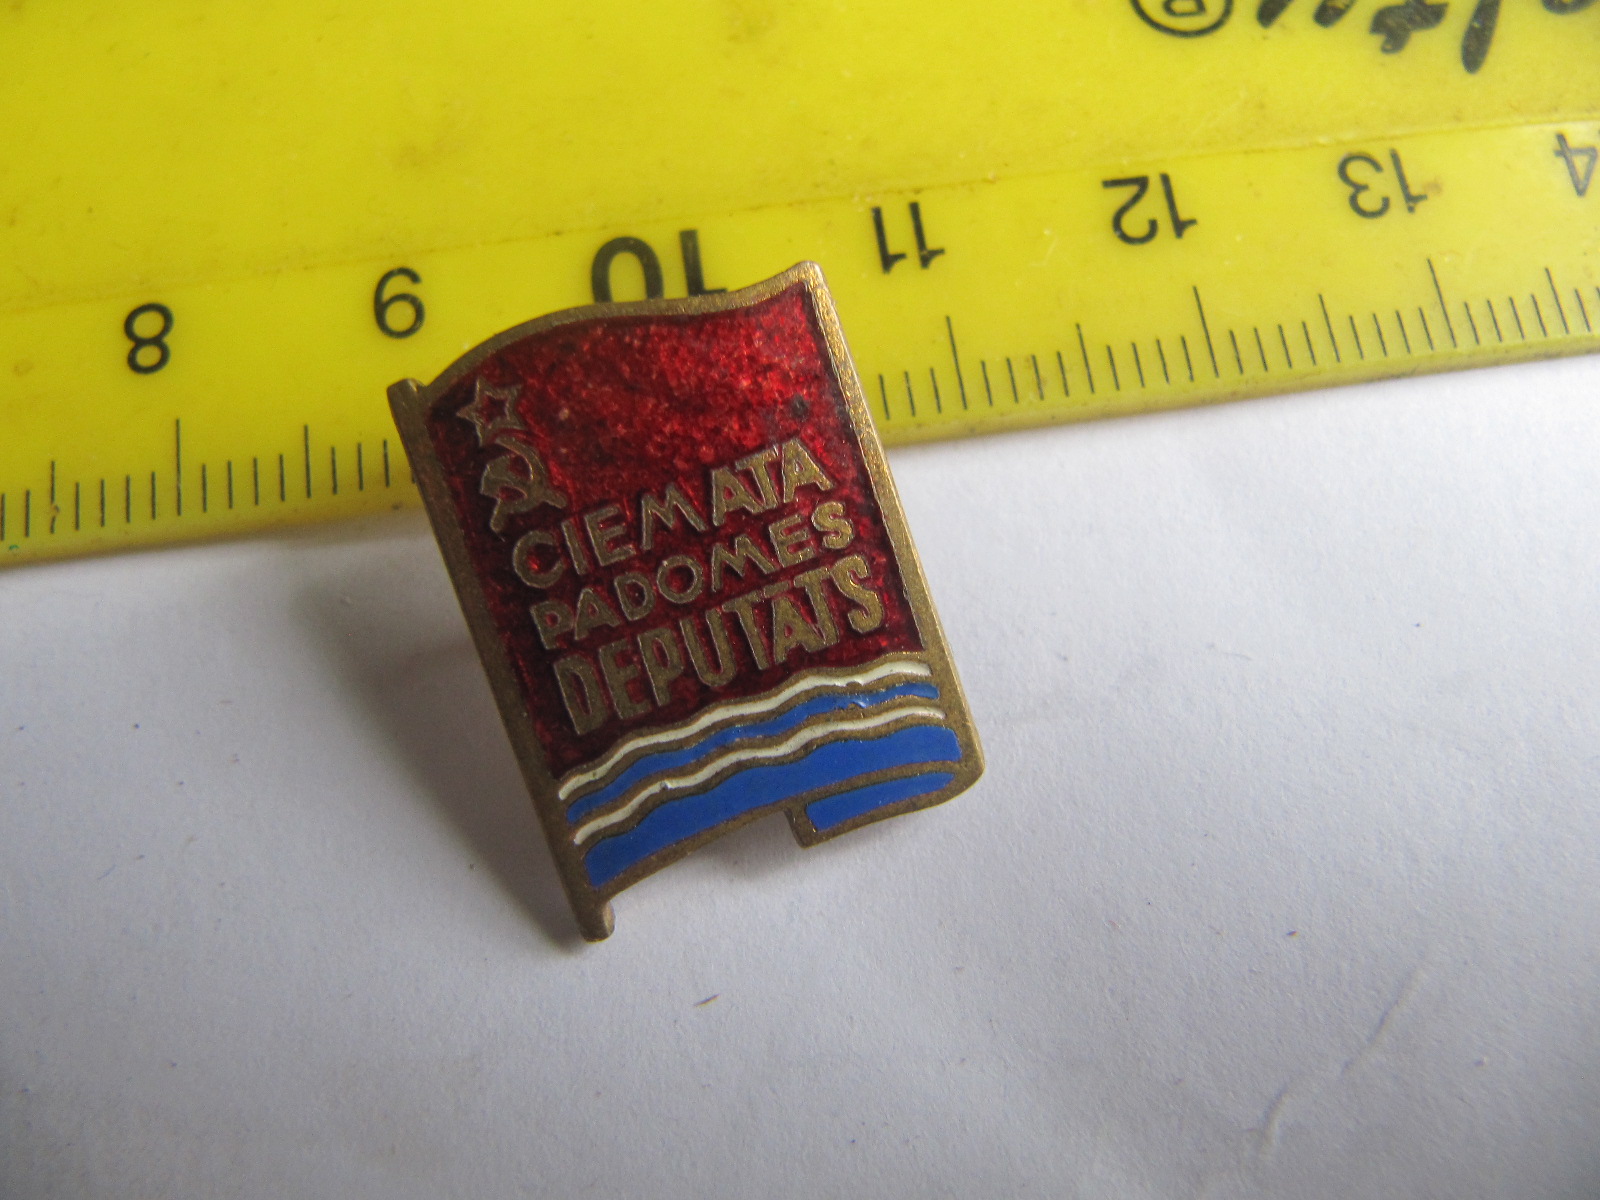 CIEMATA
PADOMES
DEPUTĀTS
8 9 10 11 12 13
®